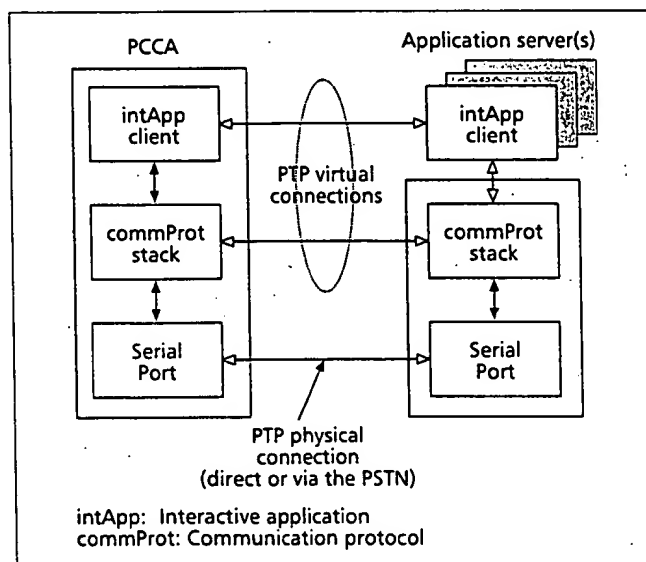 PCCA
Application server(s)
intApp
client
intApp
client
PTP virtual
connections
commProt
stack
commProt
stack
Serial
Port
Serial
Port
PTP physical
connection
(direct or via the PSTN)
intApp: Interactive application
commProt: Communication protocol